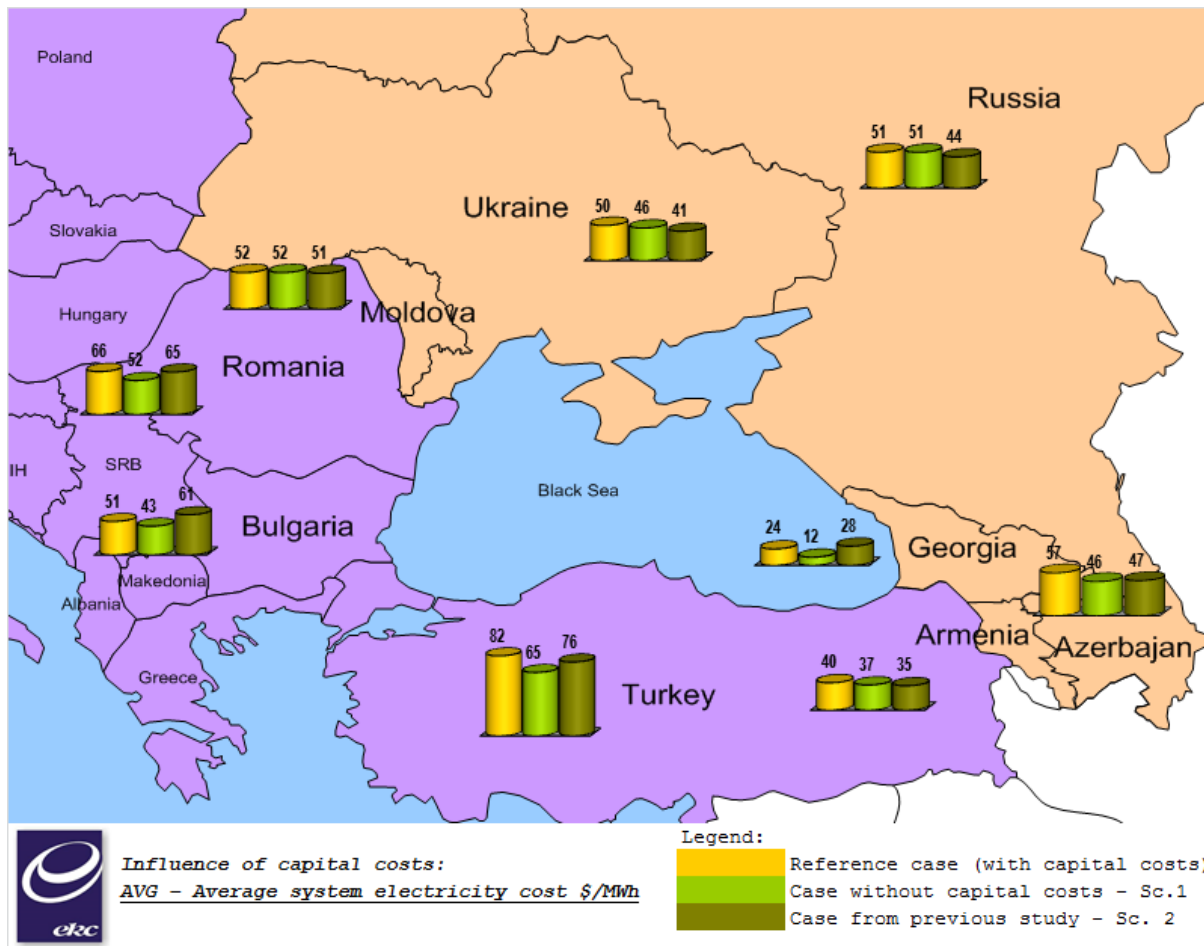 Poland
Russia
51 51 44
Ukraine
50 46 41
Slovakia
52 52 51
Hungary
Moldova
66 52 65
Romania
SRB
IH
Black Sea
51 43 61
Bulgaria
24 12 28
Georgia
57 46 47
Makedonia
Albania
Armenia
Azerbajan
82 65 76
40 37 35
Greece
Turkey
Legend:
Influence of capital costs:
Reference case (with capital costs)
AVG - Average system electricity cost $/MWh
Case without capital costs - Sc.1
Case from previous study - Sc. 2
ekc